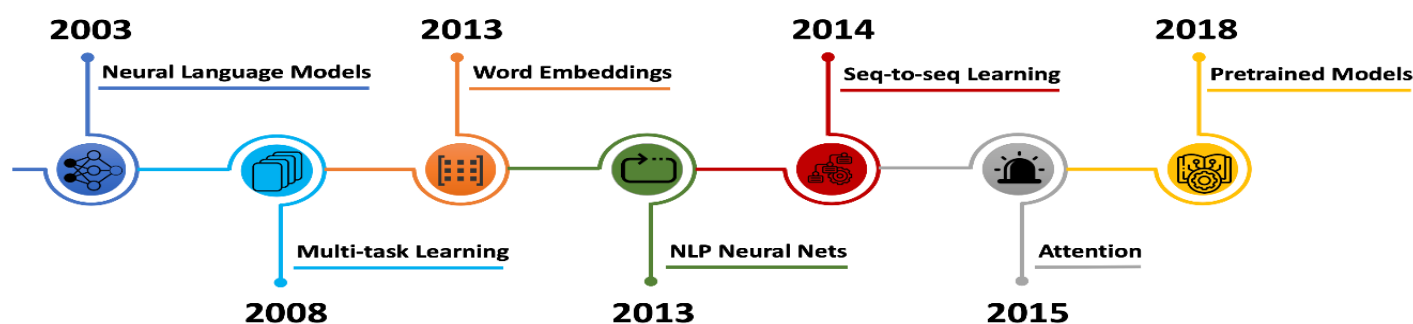 2003
Neural Language Models
2013
Word Embeddings
2014
Seq-to-seq Learning
2018
Pretrained Models
Multi-task Learning
2008
NLP Neural Nets
2013
Attention
2015